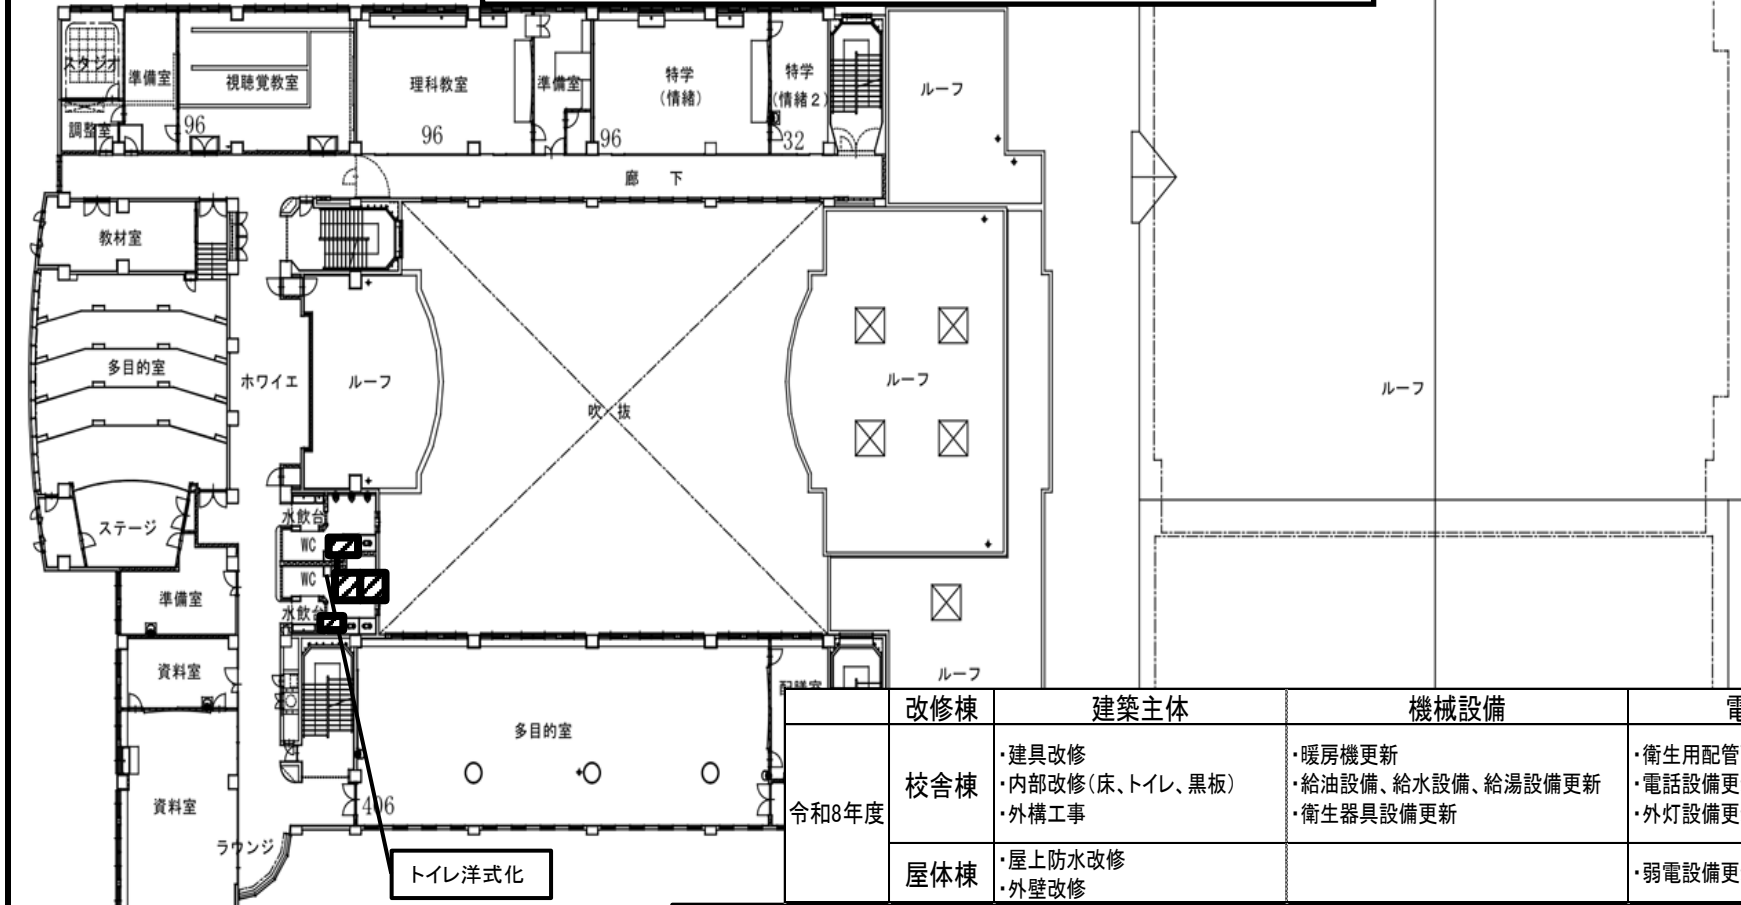 スタジオ
準備室
視聴覚教室
理科教室
準備室
特学
(情緒)
特学
(情緒2)
ルーフ
調整室
96
96
96
32
廊 下
教材室
多目的室
ホワイエ
ルーフ
吹 抜
ルーフ
ルーフ
ステージ
水飲台
WC
WC
水飲台
準備室
資料室
ルーフ
配膳室
多目的室
資料室
406
ラウンジ
トイレ洋式化
改修棟
建築主体
機械設備
電
令和8年度
校舎棟
・建具改修
・内部改修(床、トイレ、黒板)
・外構工事
・暖房機更新
・給油設備、給水設備、給湯設備更新
・衛生器具設備更新
・衛生用配管
・電話設備更
・外灯設備更
屋体棟
・屋上防水改修
・外壁改修
・弱電設備更